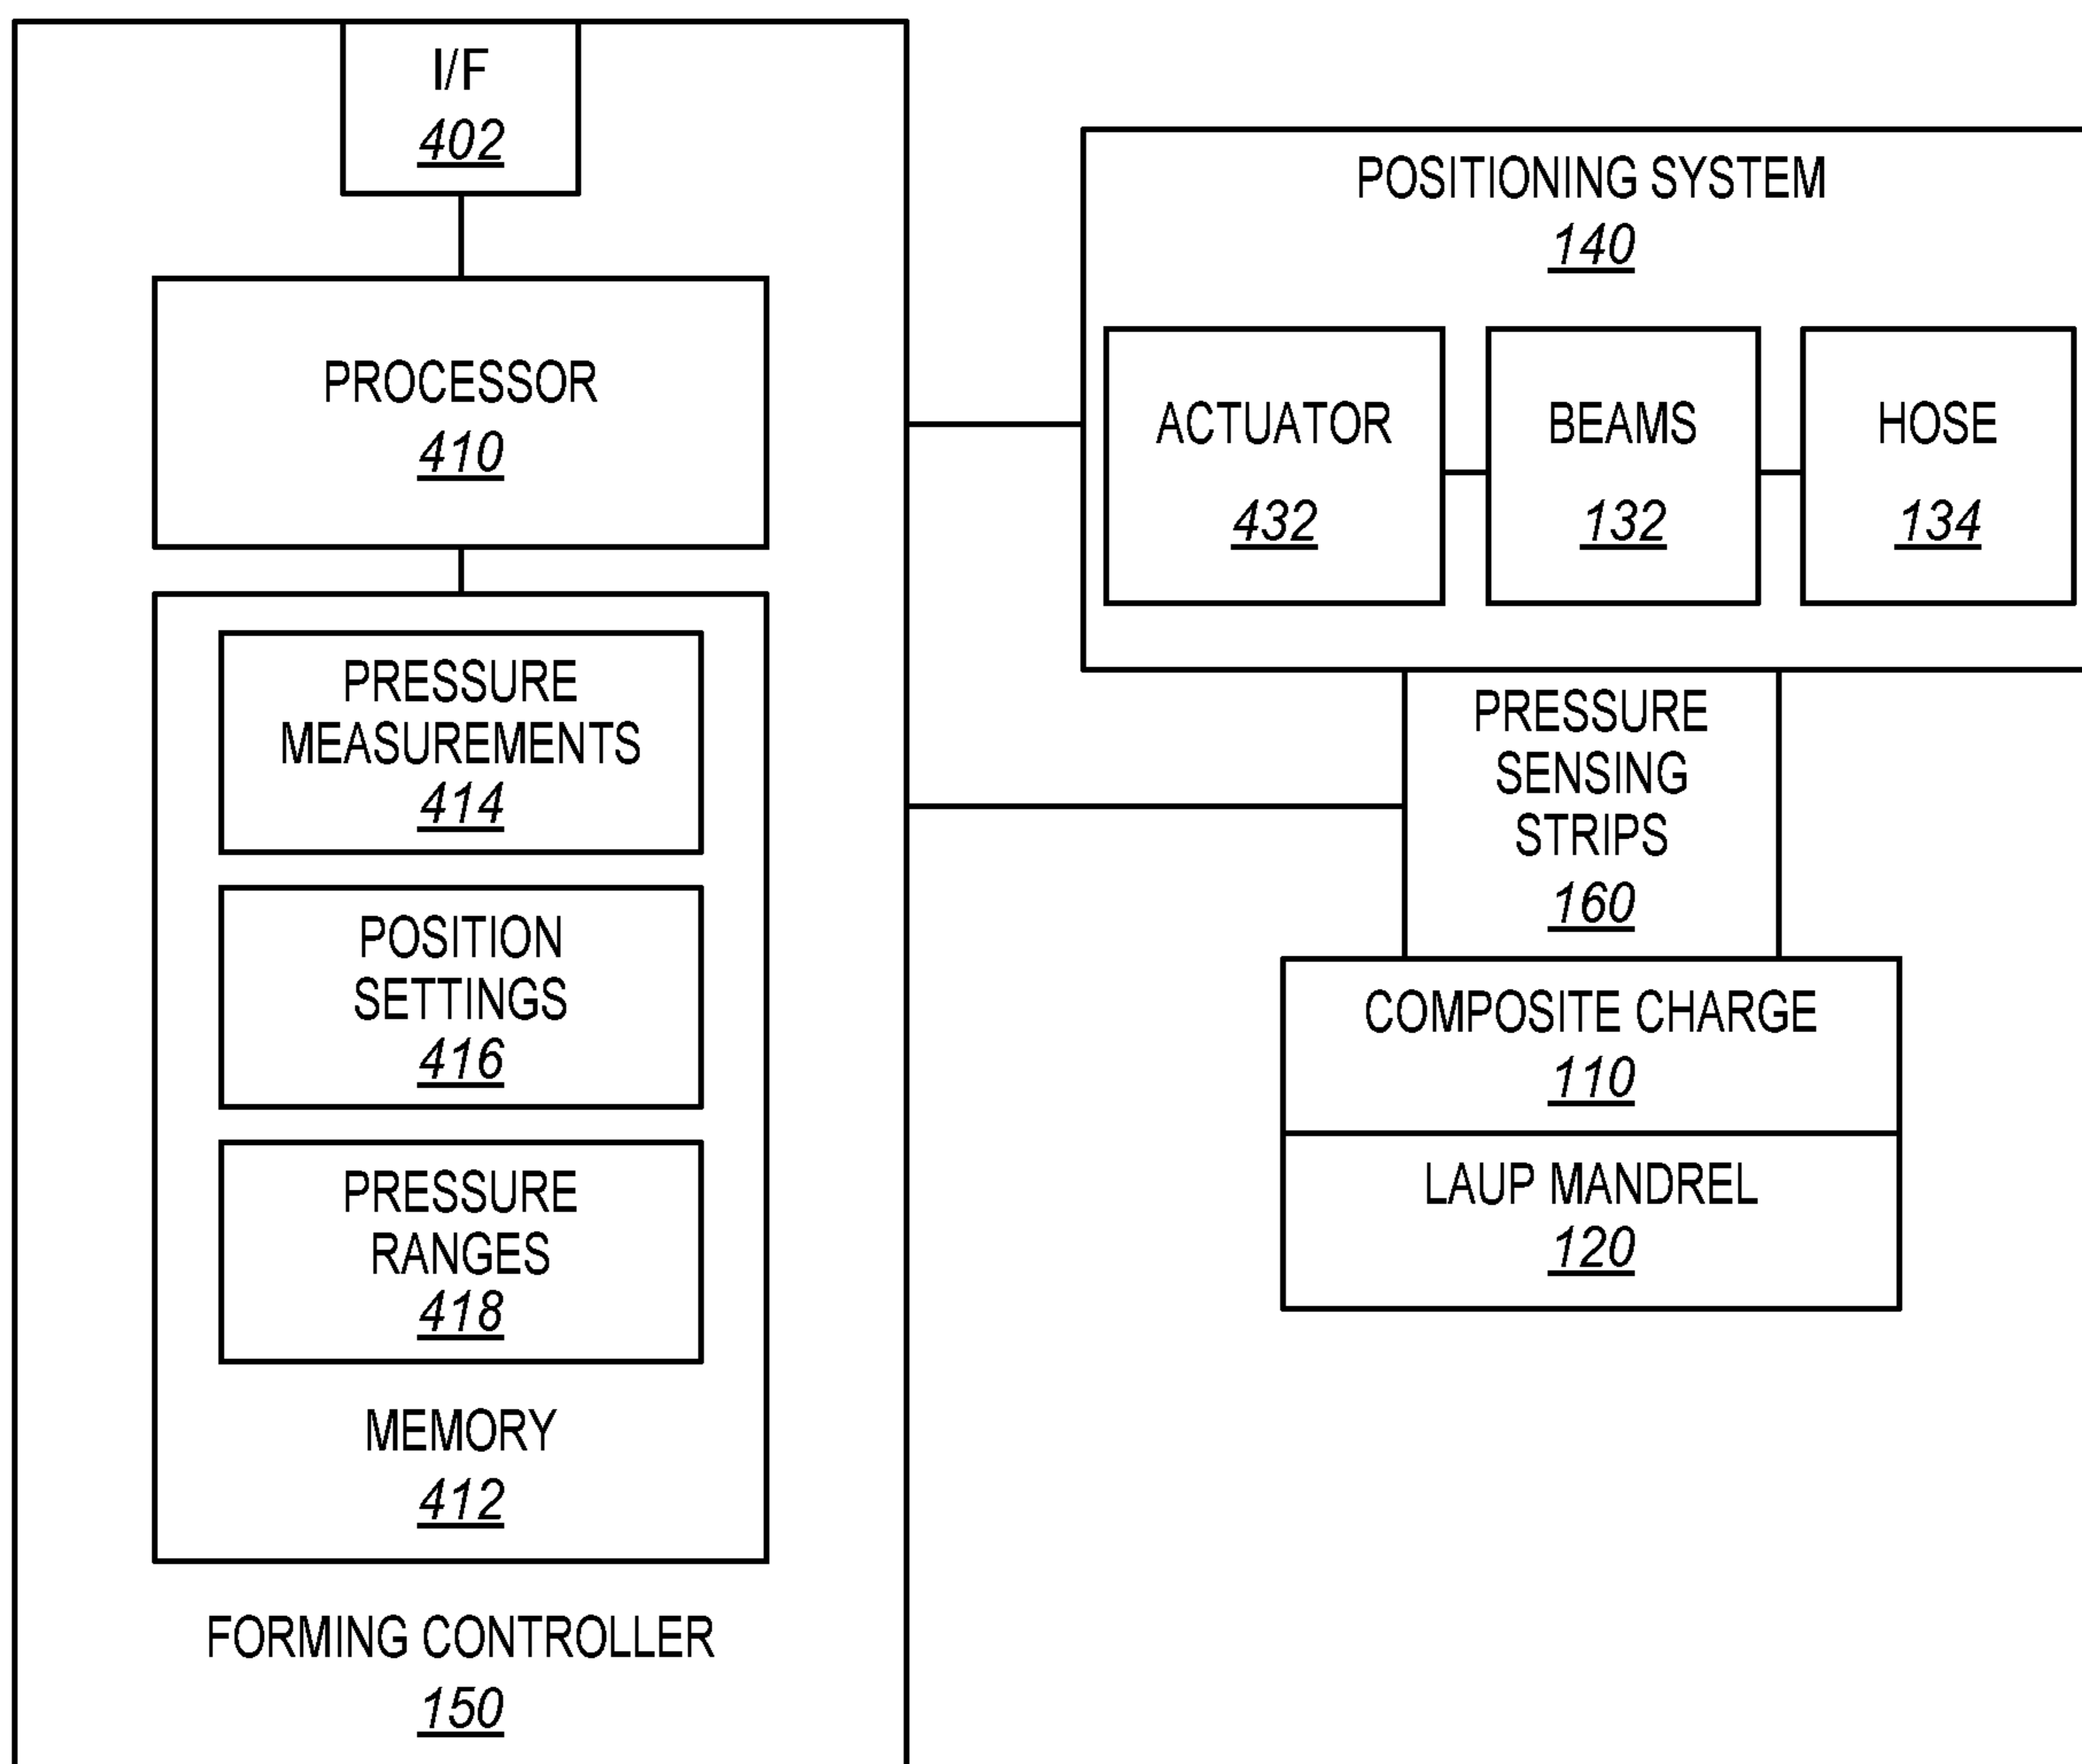 I/F
402
PROCESSOR
410
PRESSURE
MEASUREMENTS
414
POSITION
SETTINGS
416
PRESSURE
RANGES
418
MEMORY
412
FORMING CONTROLLER
150
POSITIONING SYSTEM
140
ACTUATOR
432
BEAMS
132
HOSE
134
PRESSURE
SENSING
STRIPS
160
COMPOSITE CHARGE
110
LAUP MANDREL
120